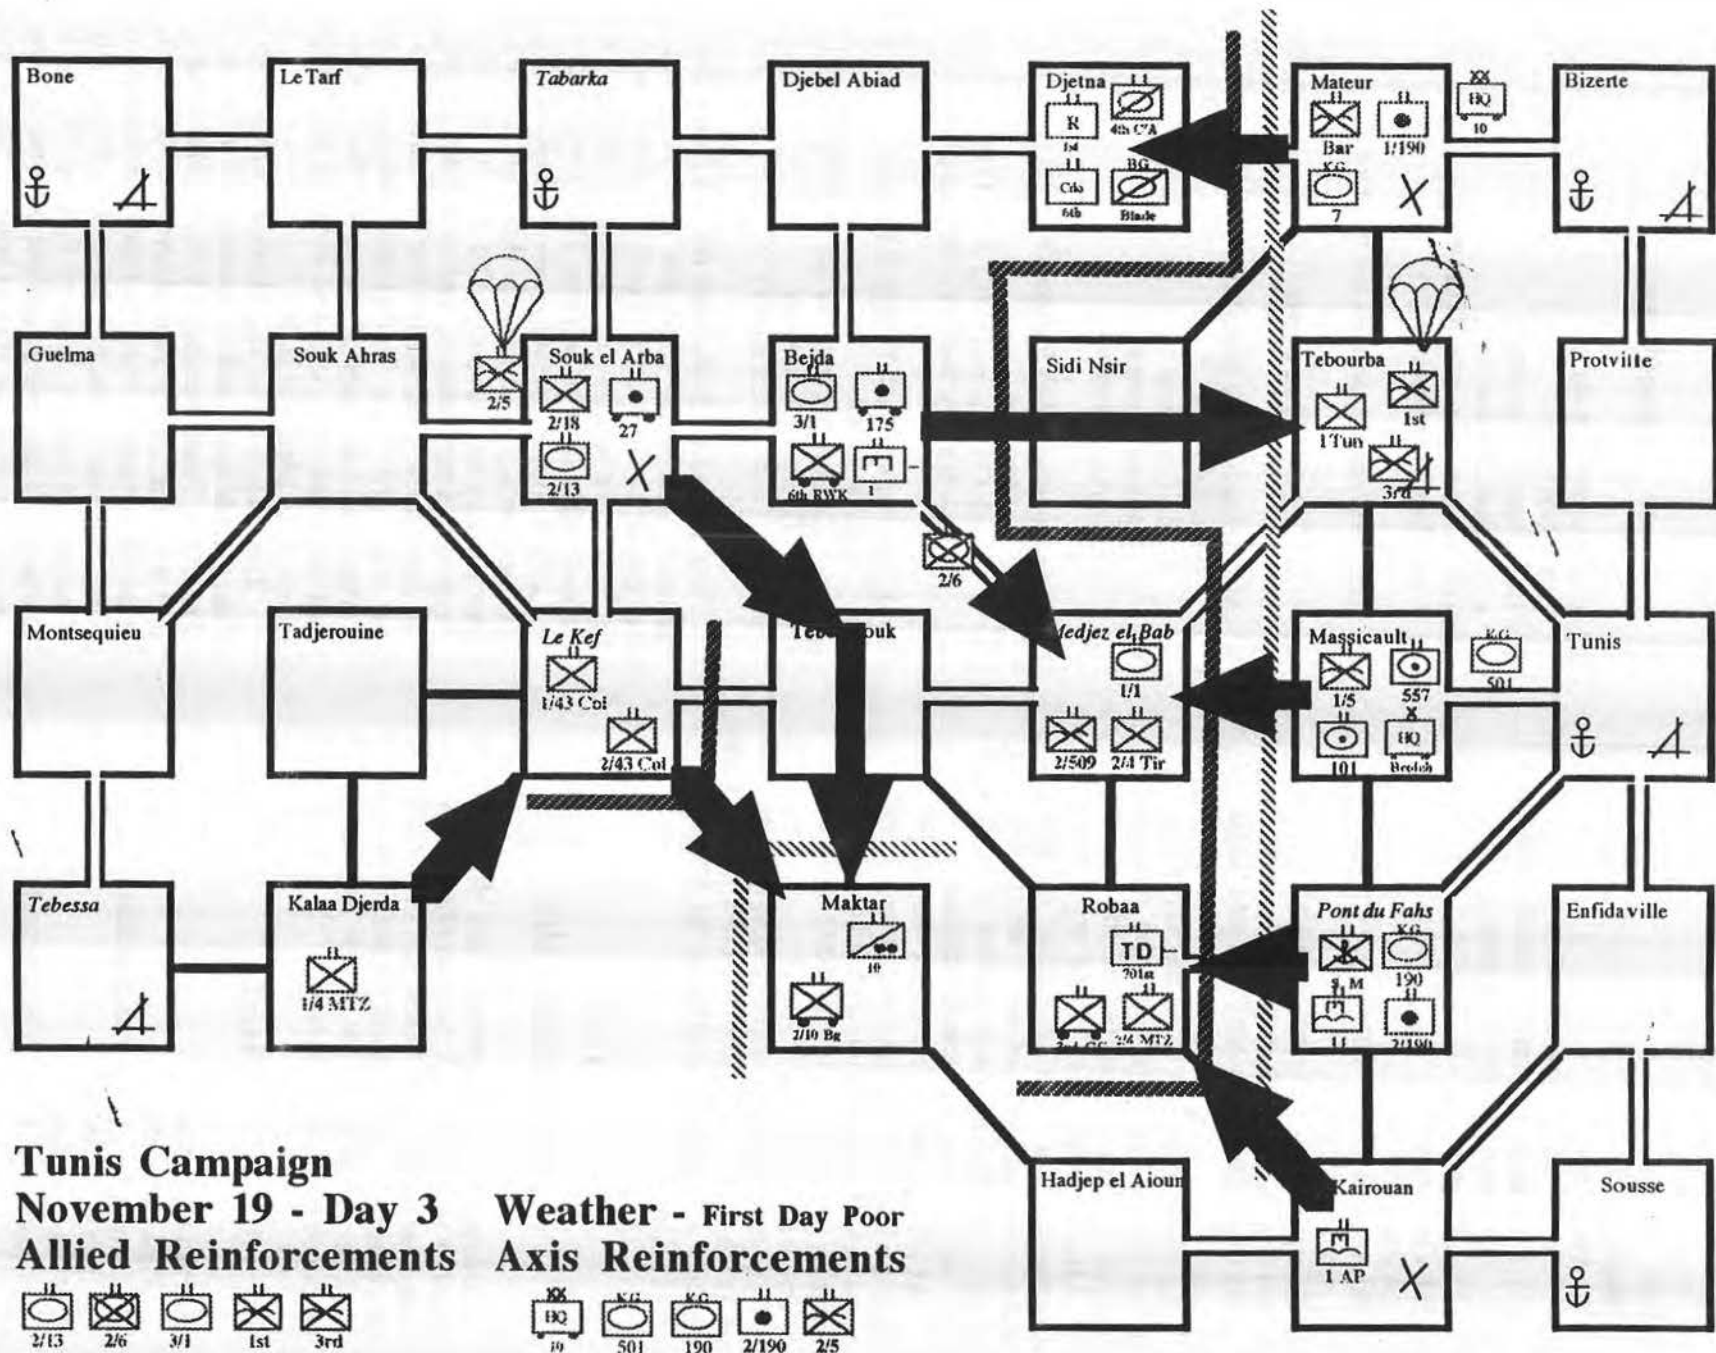 Bone
Le Tarf
Tabarka
Djebel Abiad
Djefna
R
1st
4th C'A
Cdo
6th
BG
Blade
Mateur
Bar
1/190
KG
7
XX
HQ
10
Bizerte
Guelma
Souk Ahras
2/5
Souk el Arba
2/18
27
2/13
Bejda
3/1
175
6th RWK
1
Sidi Nsir
Tebourba
1 Tun
1st
3rd
Protville
2/6
Montsequieu
Tadjerouine
Le Kef
1/43 Col
2/43 Col
Medjez el Bab
1/1
2/509
2/4 Tir
Massicault
1/5
557
101
X
HQ
KG
501
Tunis
Tebessa
Kalaa Djerda
1/4 MTZ
Maktar
10
2/10 Bg
Robaa
TD
701st
2/4 MTZ
Pont du Fahs
S. M
KG
190
2/190
Enfidaville
Hadjep el Aioun
Kairouan
1 AP
Sousse
Tunis Campaign
November 19 - Day 3
Weather - First Day Poor
Allied Reinforcements
2/13
2/6
3/1
1st
3rd
Axis Reinforcements
XX
HQ
10
KG
501
KG
190
2/190
2/5